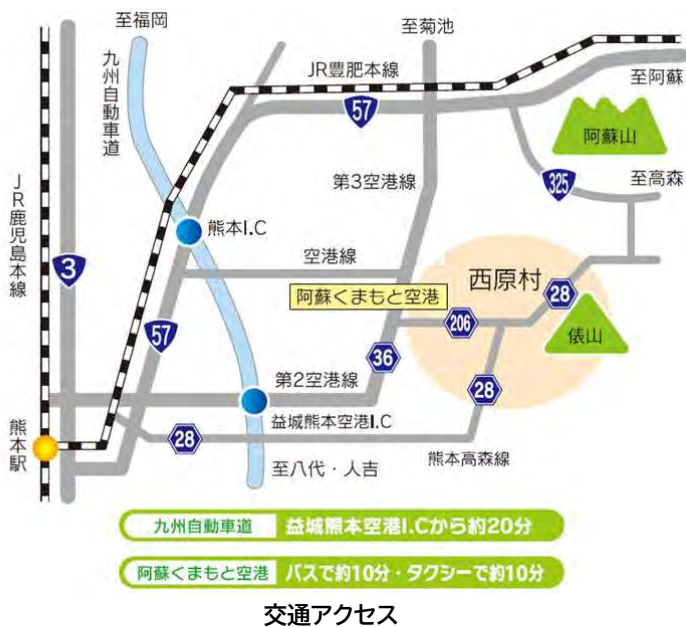 至福岡
至菊池
九州自動車道
JR豊肥本線
至阿蘇
57
阿蘇山
第3空港線
325
至高森
JR鹿児島本線
熊本I.C
3
空港線
西原村
阿蘇くまもと空港
28
206
俵山
57
36
第2空港線
28
益城熊本空港I.C
熊本駅
28
熊本高森線
至八代・人吉
九州自動車道 益城熊本空港I.Cから約20分
阿蘇くまもと空港 バスで約10分・タクシーで約10分
交通アクセス